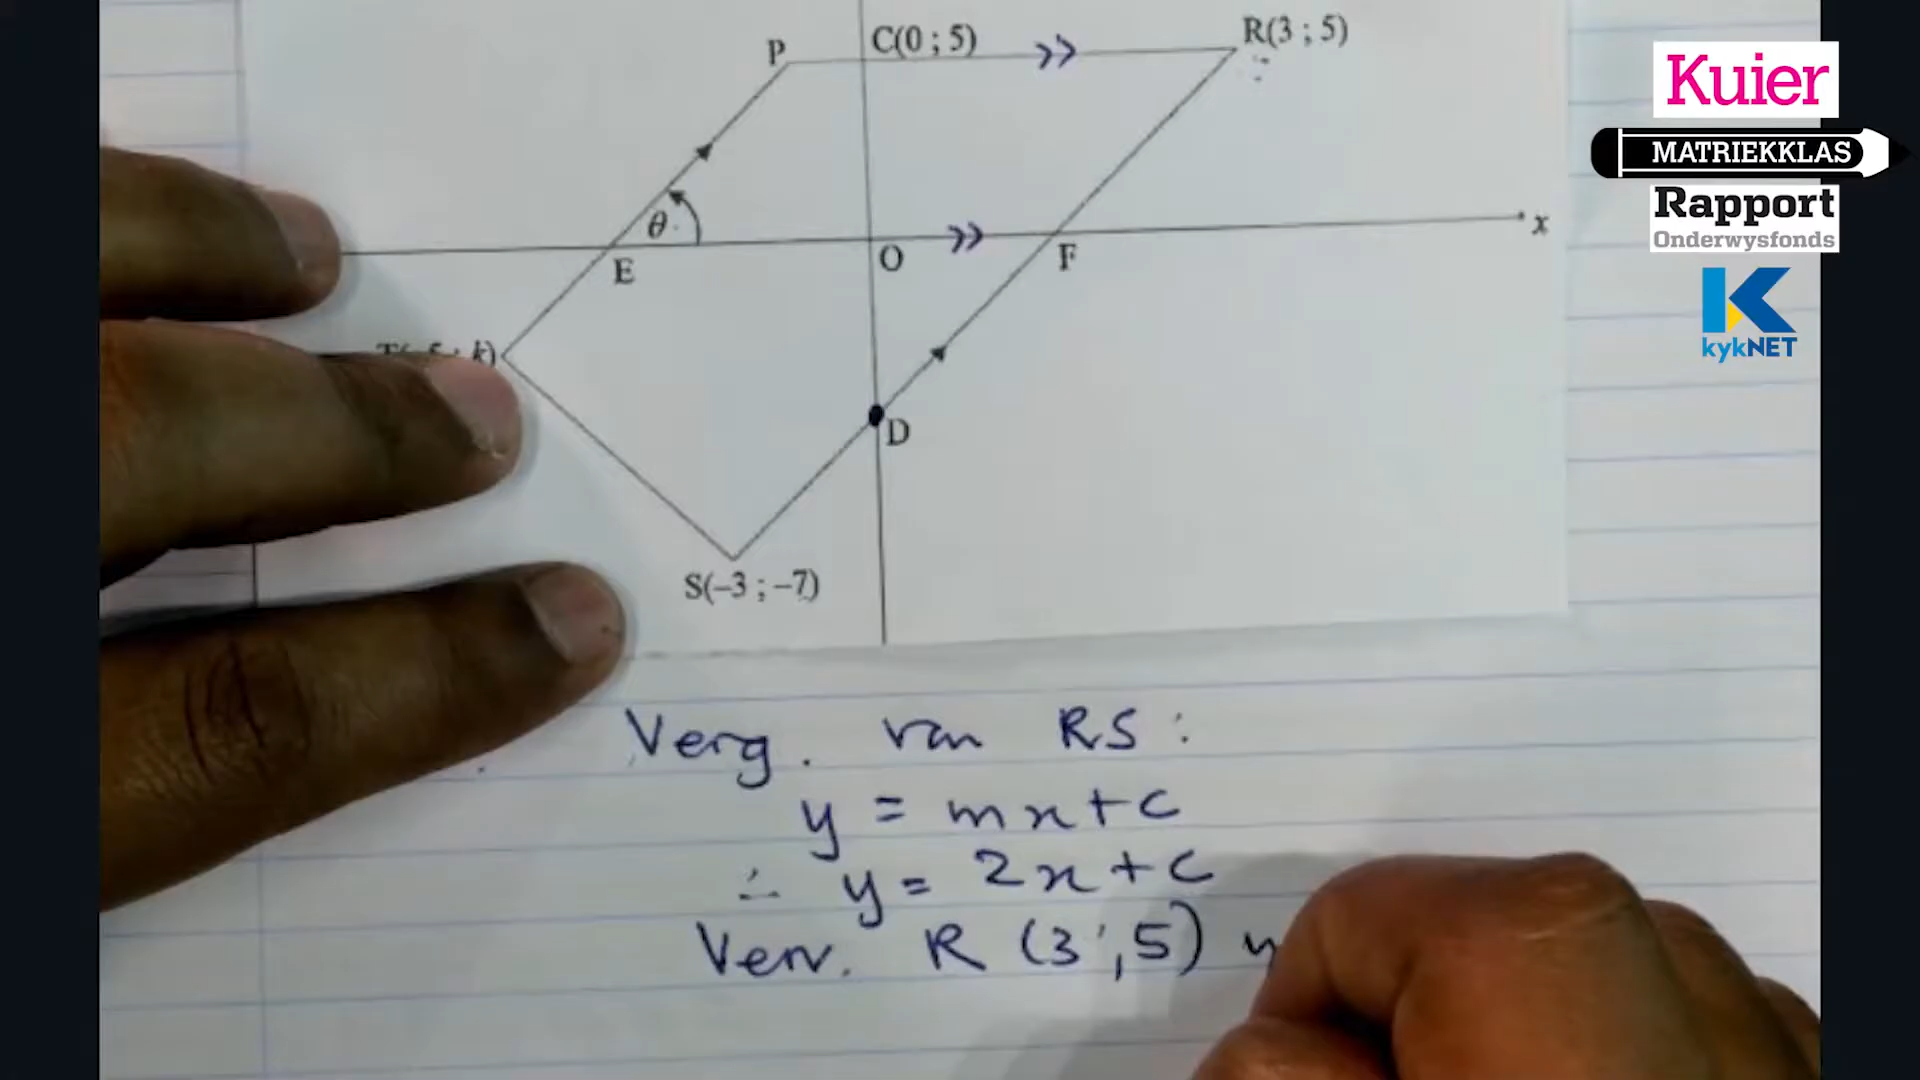 P
C(0 ; 5)
R(3 ; 5)
θ
E
O
F
x
k)
D
S(–3 ; –7)
Verg. van RS :
y = mx + c
∴ y = 2x + c
Verv. R (3 ; 5)
Kuier
MATRIEKKLAS
Rapport
Onderwysfonds
K
kykNET